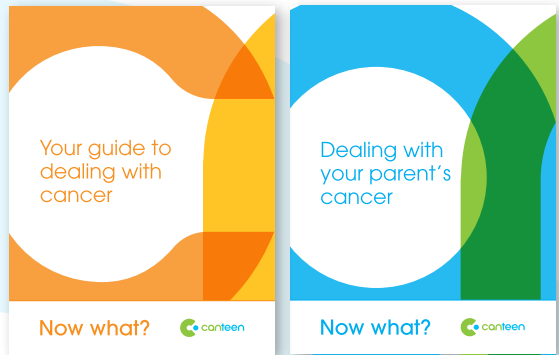 Your guide to
dealing with
cancer
Now what?
canteen
Dealing with
your parent's
cancer
Now what?
canteen